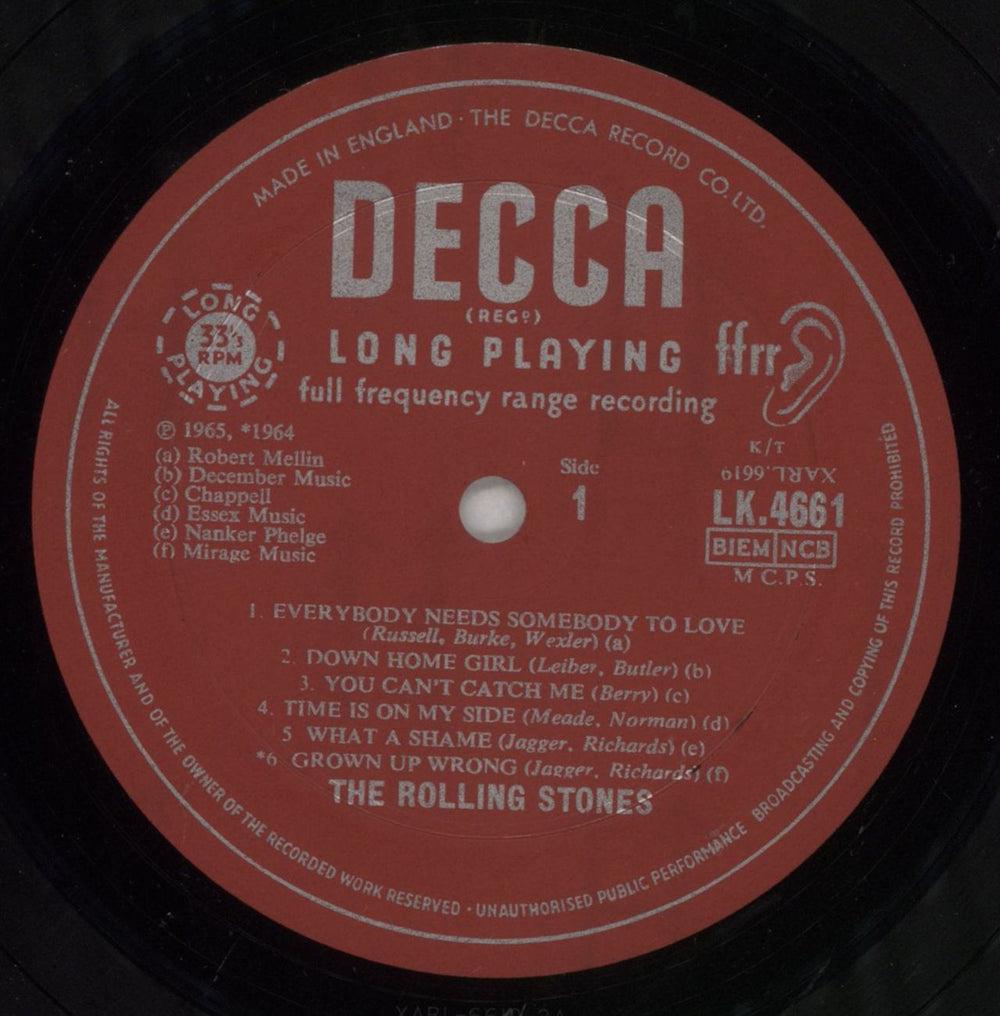 MADE IN ENGLAND · THE DECCA RECORD CO. LTD.
DECCA
(REGD)
LONG PLAYING
33⅓ RPM
LONG PLAYING
ffrr
full frequency range recording
℗ 1965, *1964
(a) Robert Mellin
(b) December Music
(c) Chappell
(d) Essex Music
(e) Nanker Phelge
(f) Mirage Music
Side
1
K/T
XARL.6619
LK.4661
BIEM NCB
M C.P.S.
1. EVERYBODY NEEDS SOMEBODY TO LOVE
(Russell, Burke, Wexler) (a)
2. DOWN HOME GIRL (Leiber, Butler) (b)
3. YOU CAN'T CATCH ME (Berry) (c)
4. TIME IS ON MY SIDE (Meade, Norman) (d)
5 WHAT A SHAME (Jagger, Richards) (e)
*6 GROWN UP WRONG (Jagger, Richards) (f)
THE ROLLING STONES
ALL RIGHTS OF THE MANUFACTURER AND OF THE OWNER OF THE RECORDED WORK RESERVED · UNAUTHORISED PUBLIC PERFORMANCE BROADCASTING AND COPYING OF THIS RECORD PROHIBITED